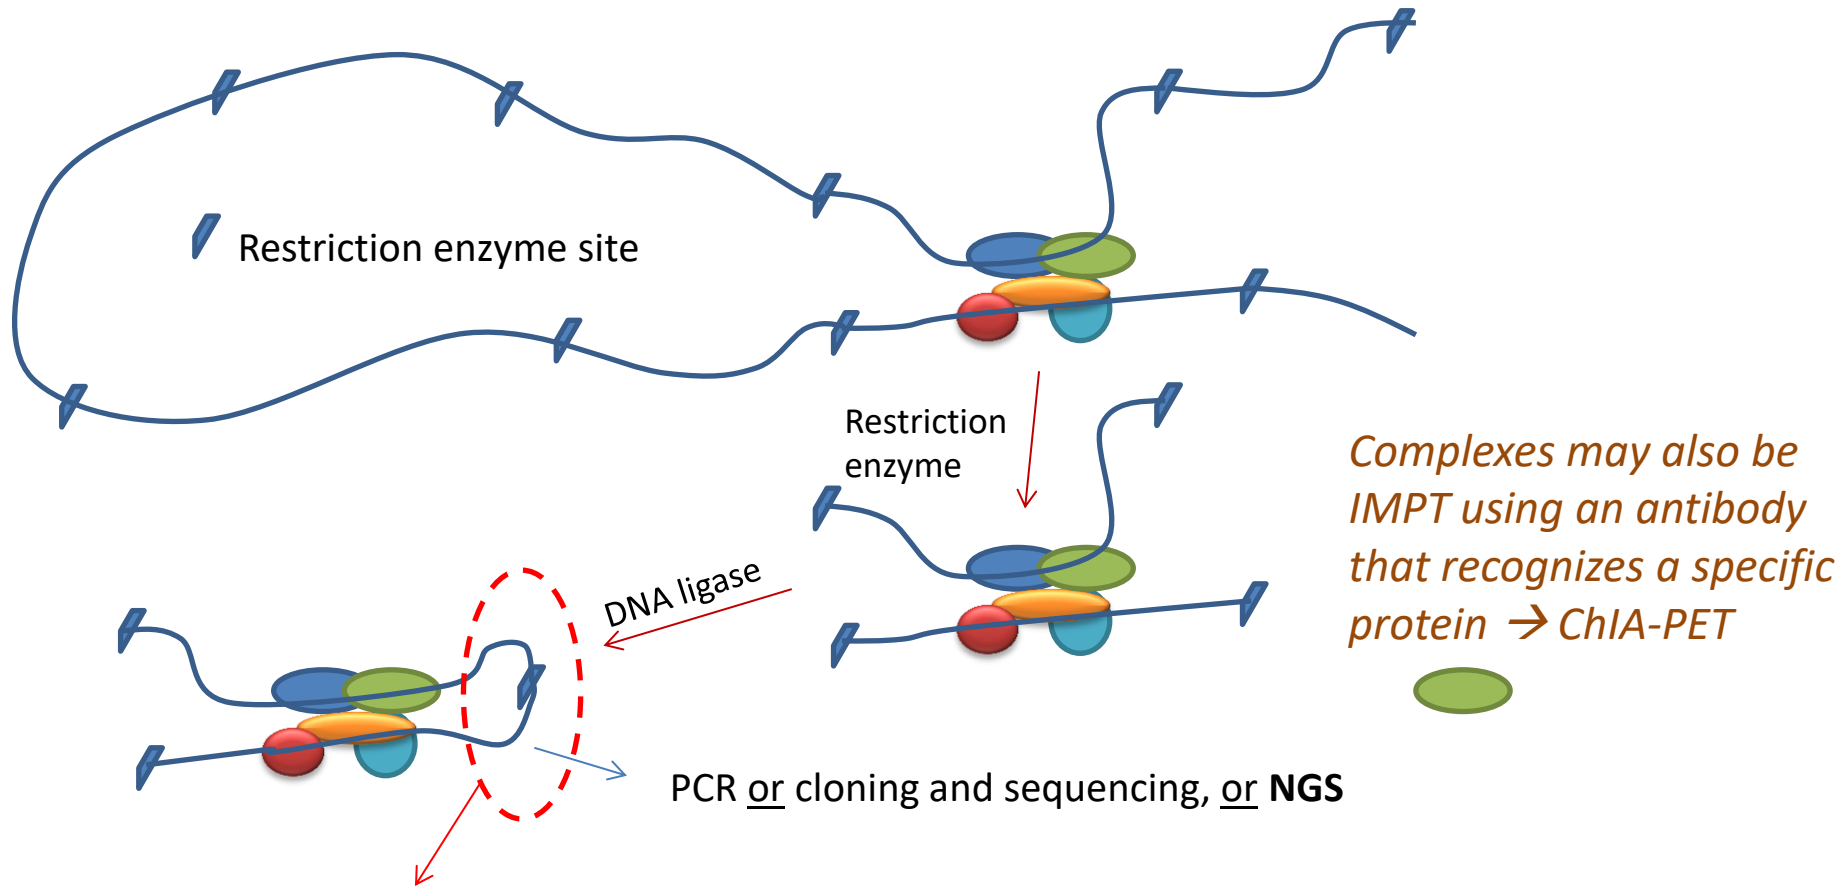 Restriction enzyme site
Restriction
enzyme
Complexes may also be
IMPT using an antibody
that recognizes a specific
protein → ChIA-PET
DNA ligase
PCR or cloning and sequencing, or NGS